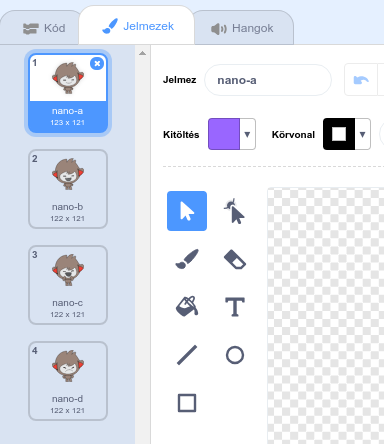 Kód
Jelmezek
Hangok
1
nano-a
123 x 121
2
nano-b
122 x 121
3
nano-c
122 x 121
4
nano-d
122 x 121
Jelmez
nano-a
Kitöltés
Körvonal